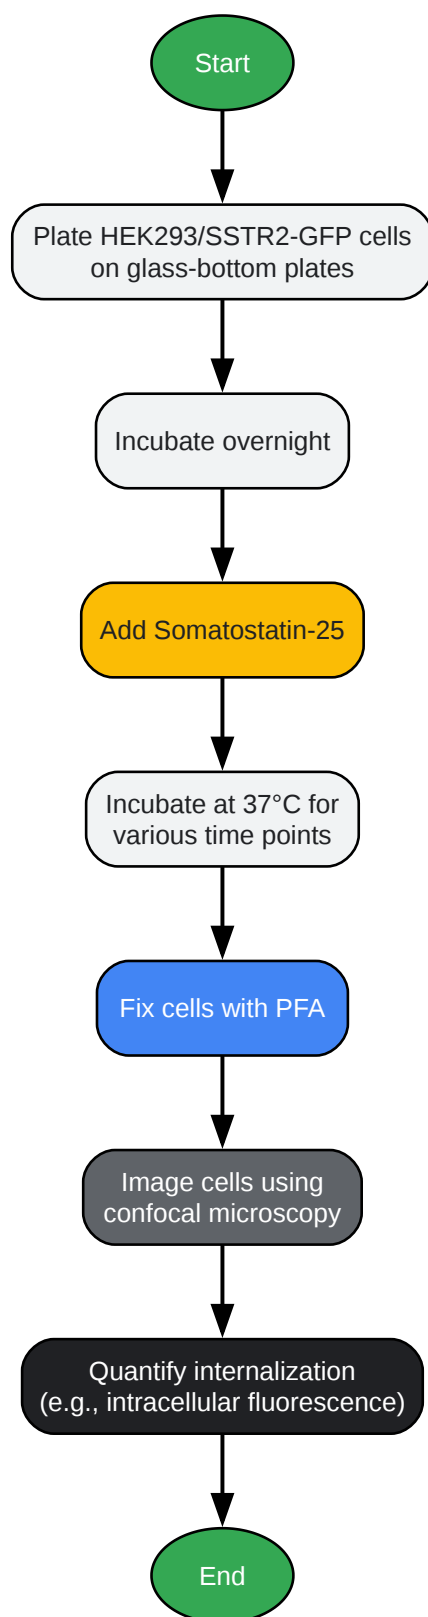 Start
Plate HEK293/SSTR2-GFP cells
on glass-bottom plates
Incubate overnight
Add Somatostatin-25
Incubate at 37°C for
various time points
Fix cells with PFA
Image cells using
confocal microscopy
Quantify internalization
(e.g., intracellular fluorescence)
End